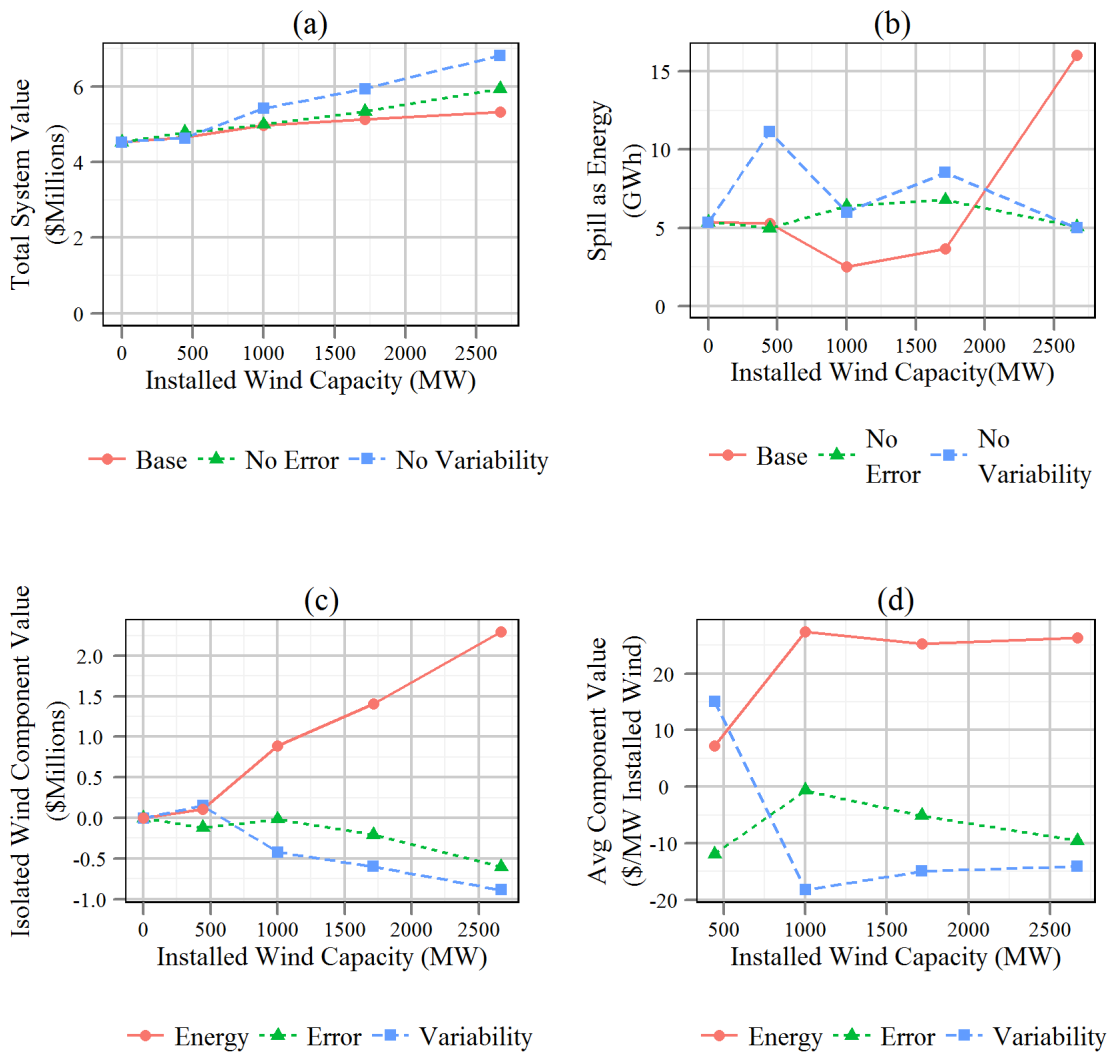 (a)
Total System Value
($Millions)
6
4
2
0
0 500 1000 1500 2000 2500
Installed Wind Capacity (MW)
Base No Error No Variability
(b)
Spill as Energy
(GWh)
15
10
5
0
0 500 1000 1500 2000 2500
Installed Wind Capacity(MW)
Base No Error No Variability
(c)
Isolated Wind Component Value
($Millions)
2.0
1.5
1.0
0.5
0.0
-0.5
-1.0
0 500 1000 1500 2000 2500
Installed Wind Capacity (MW)
Energy Error Variability
(d)
Avg Component Value
($/MW Installed Wind)
20
10
0
-10
-20
500 1000 1500 2000 2500
Installed Wind Capacity (MW)
Energy Error Variability